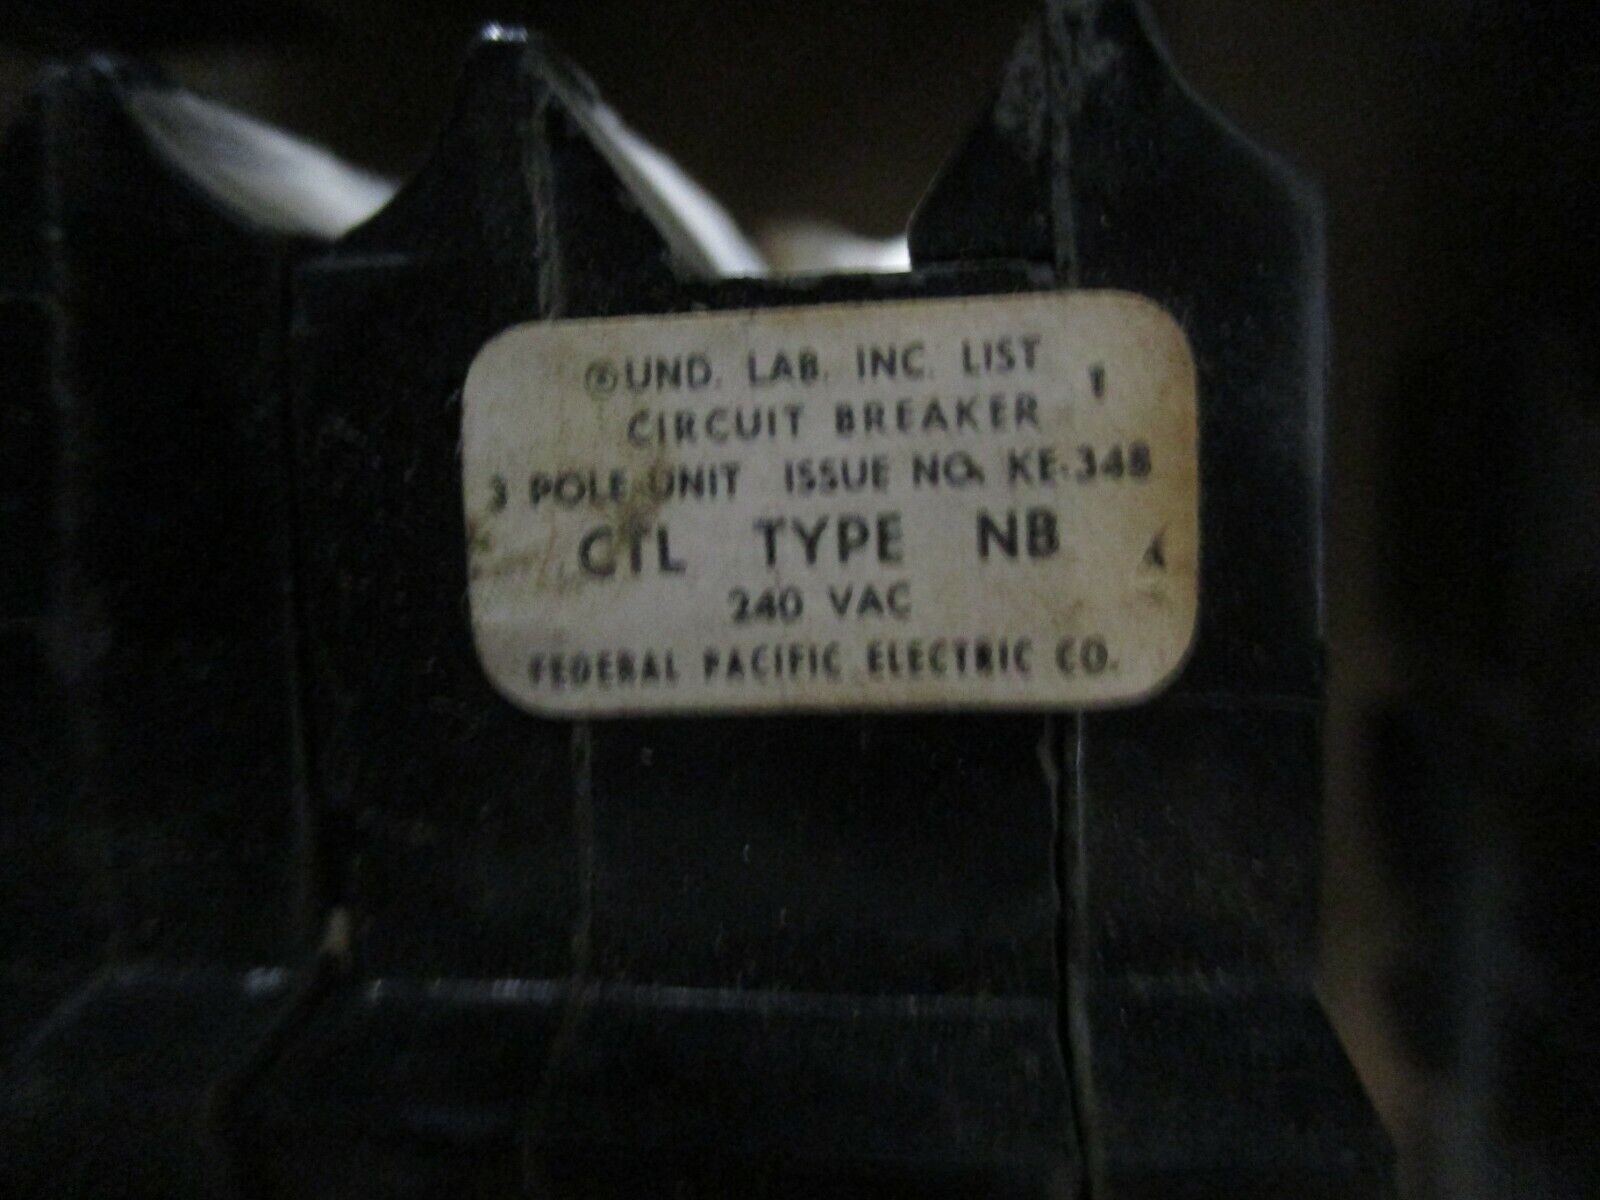 ®UND. LAB. INC. LIST
CIRCUIT BREAKER
3 POLE UNIT ISSUE NO. KE-348
CTL TYPE NB
240 VAC
FEDERAL PACIFIC ELECTRIC CO.